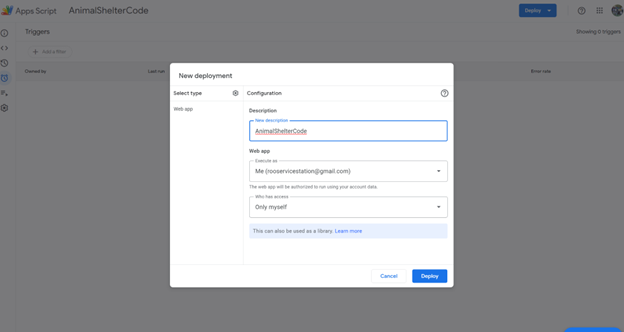 Apps Script
AnimalShelterCode
Deploy
Triggers
Showing 0 triggers
Owned by
Last run
Error rate
New deployment
Select type
Configuration
Web app
Description
New description
AnimalShelterCode
Web app
Execute as
Me (rooservicestation@gmail.com)
The web app will be authorized to run using your account data.
Who has access
Only myself
This can also be used as a library. Learn more
Cancel
Deploy